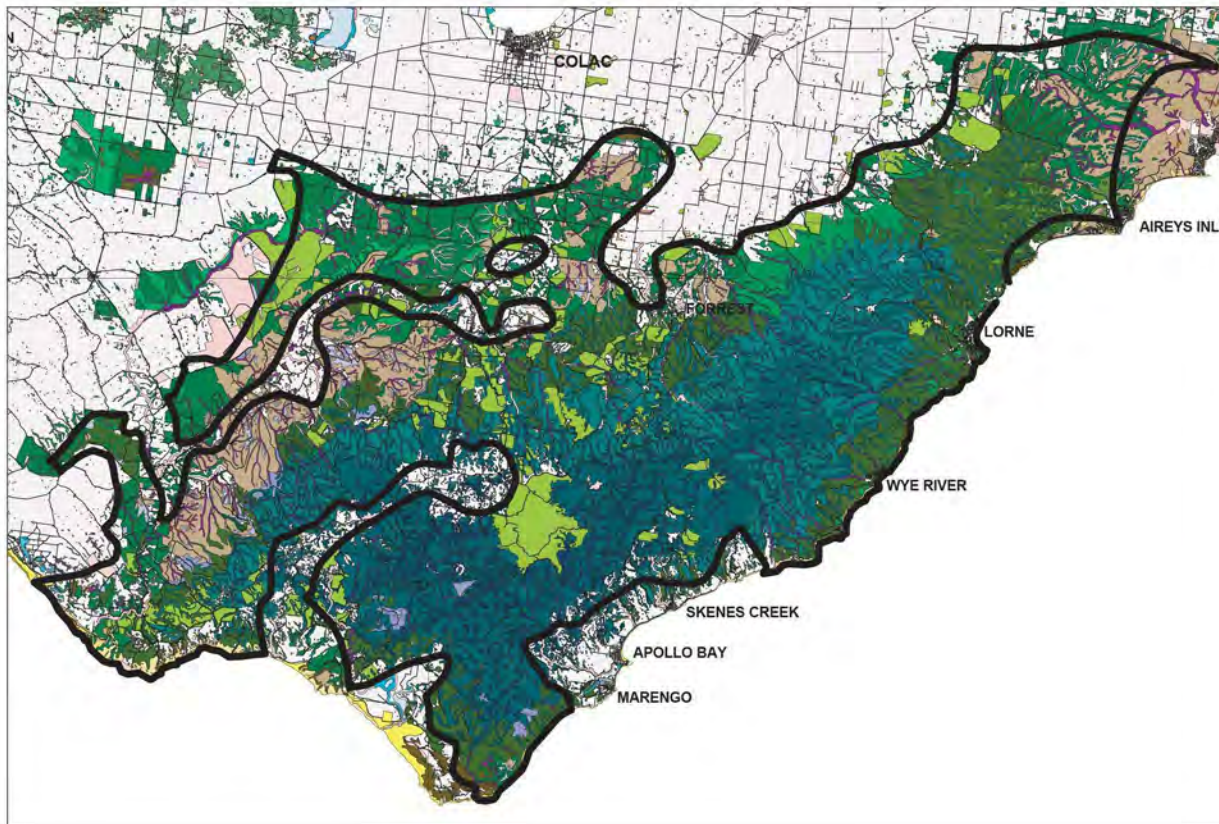 COLAC
AIREYS INL
FORREST
LORNE
WYE RIVER
SKENES CREEK
APOLLO BAY
MARENGO